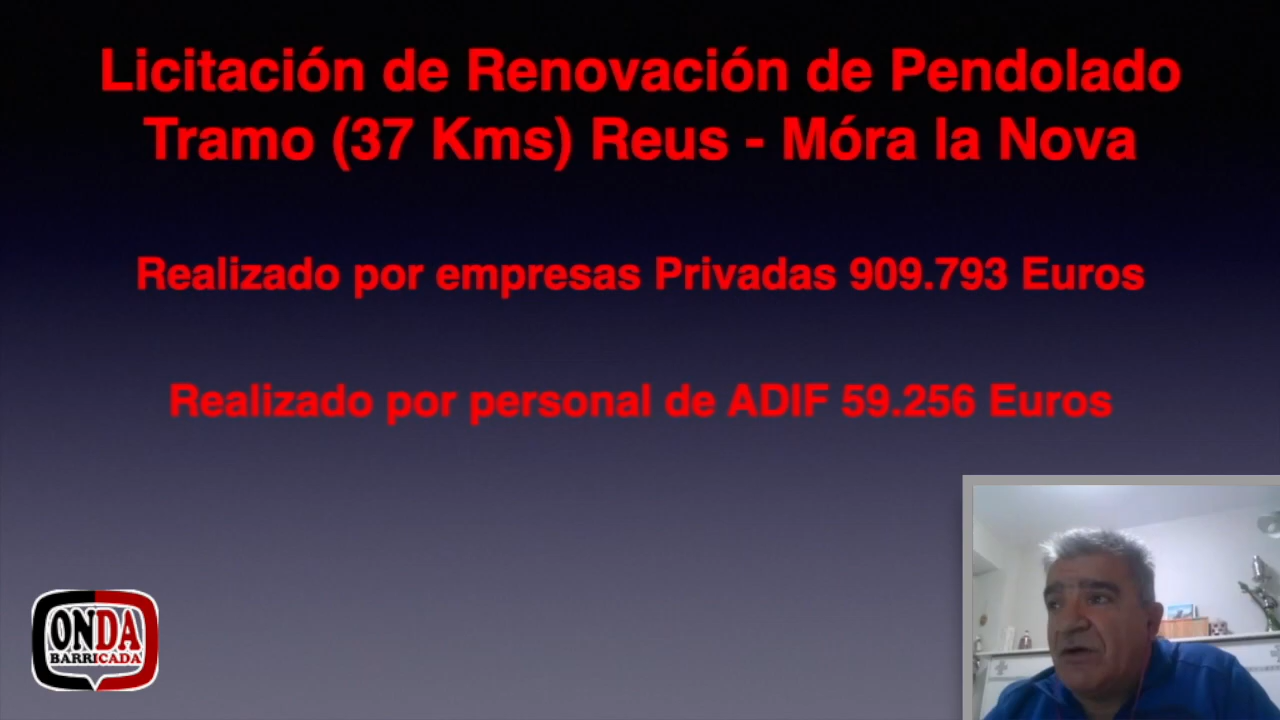 Licitación de Renovación de Pendolado
Tramo (37 Kms) Reus - Móra la Nova
Realizado por empresas Privadas 909.793 Euros
Realizado por personal de ADIF 59.256 Euros
ONDA
BARRICADA